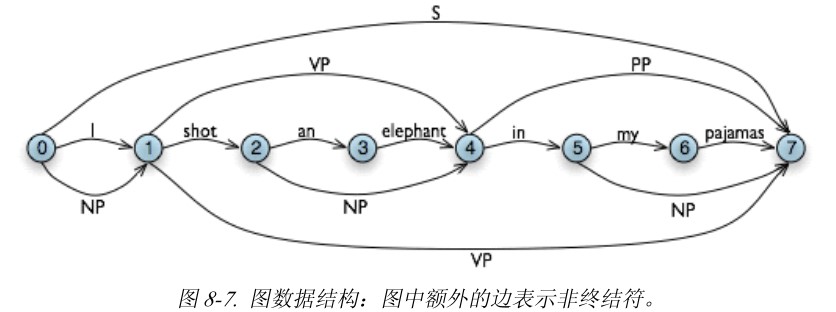 S
VP PP
I shot an elephant in my pajamas
0 1 2 3 4 5 6 7
NP NP NP
VP
图 8-7. 图数据结构：图中额外的边表示非终结符。